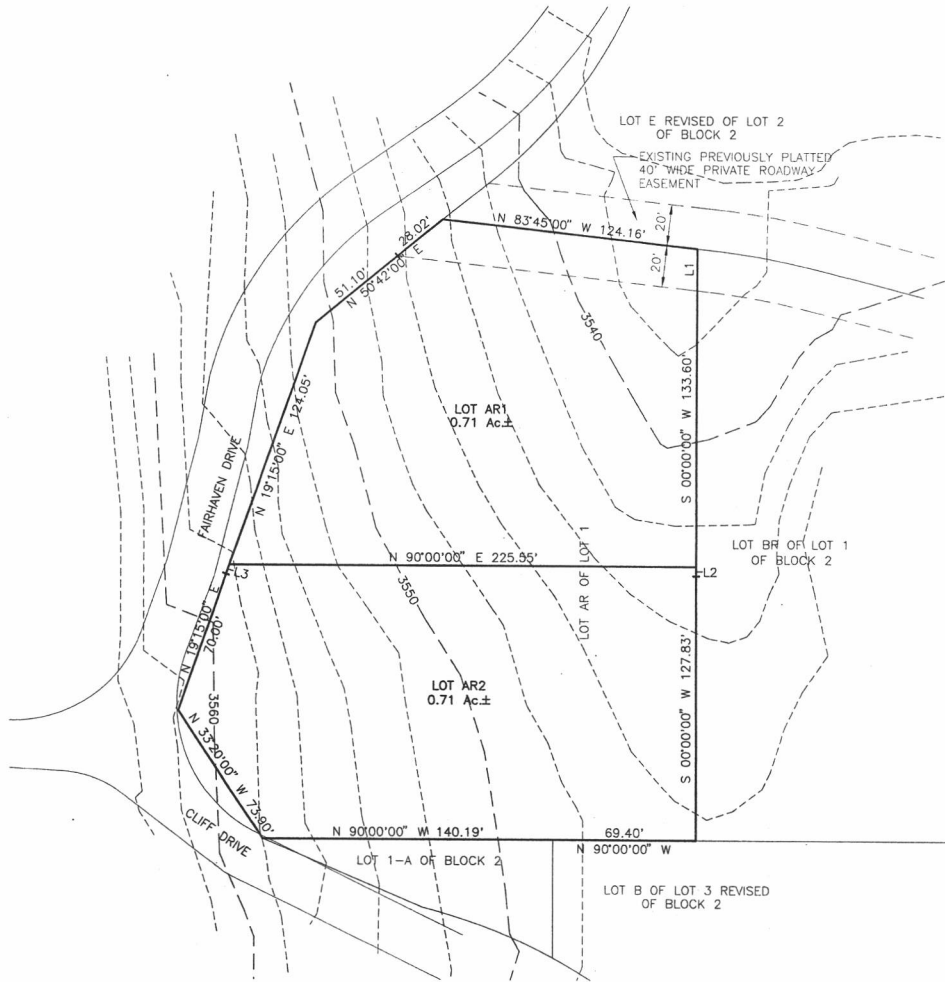 LOT E REVISED OF LOT 2
OF BLOCK 2
EXISTING PREVIOUSLY PLATTED
40' WIDE PRIVATE ROADWAY
EASEMENT
N 83°45'00" W 124.16'
20'
20'
L1
28.02'
51.10'
N 50°42'00" E
3540
S 00°00'00" W 133.60'
N 19°15'00" E 124.05'
LOT AR1
0.71 Ac.±
FAIRHAVEN DRIVE
LOT BR OF LOT 1
OF BLOCK 2
N 90°00'00" E 225.55'
L2
L3
LOT AR OF LOT 1
3550
N 19°15'00" E
70.00'
LOT AR2
0.71 Ac.±
3560
S 00°00'00" W 127.83'
N 33°20'00" W 73.90'
CLIFF DRIVE
N 90°00'00" W 140.19'
69.40'
N 90°00'00" W
LOT 1-A OF BLOCK 2
LOT B OF LOT 3 REVISED
OF BLOCK 2